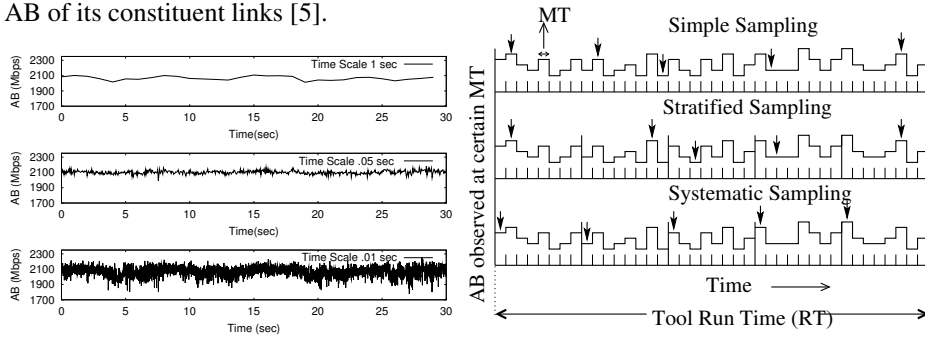 AB of its constituent links [5].
Time Scale 1 sec
AB (Mbps)
2300
2100
1900
1700
0 5 10 15 20 25 30
Time(sec)
Time Scale .05 sec
AB (Mbps)
2300
2100
1900
1700
0 5 10 15 20 25 30
Time(sec)
Time Scale .01 sec
AB (Mbps)
2300
2100
1900
1700
0 5 10 15 20 25 30
Time (sec)
AB observed at certain MT
MT
Simple Sampling
Stratified Sampling
Systematic Sampling
Time
Tool Run Time (RT)